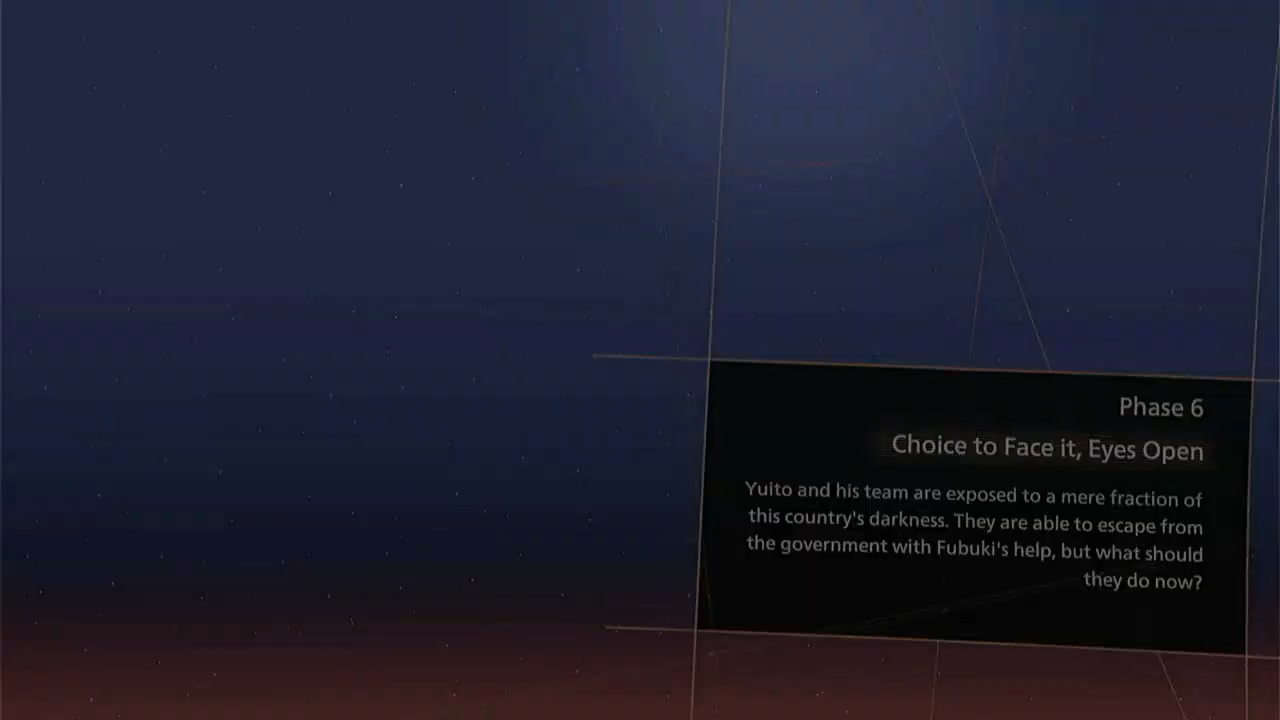 Phase 6
Choice to Face it, Eyes Open
Yuito and his team are exposed to a mere fraction of
this country's darkness. They are able to escape from
the government with Fubuki's help, but what should
they do now?